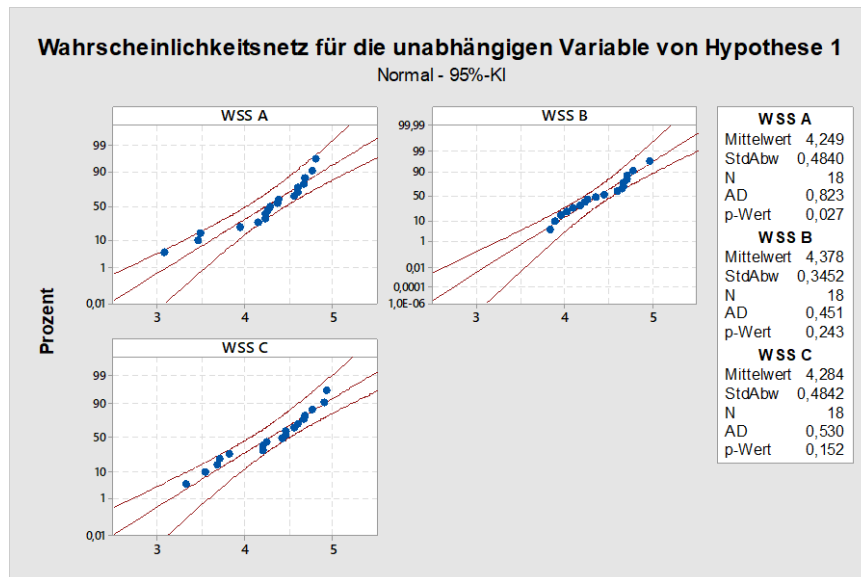 Wahrscheinlichkeitsnetz für die unabhängigen Variable von Hypothese 1
Normal - 95%-KI
Prozent
WSS A
99
90
50
10
1
0,01
3 4 5
WSS B
99,99
99
90
50
10
1
0,01
0,0001
1,0E-06
3 4 5
WSS C
99
90
50
10
1
0,01
3 4 5
WSS A
Mittelwert 4,249
StdAbw 0,4840
N 18
AD 0,823
p-Wert 0,027
WSS B
Mittelwert 4,378
StdAbw 0,3452
N 18
AD 0,451
p-Wert 0,243
WSS C
Mittelwert 4,284
StdAbw 0,4842
N 18
AD 0,530
p-Wert 0,152